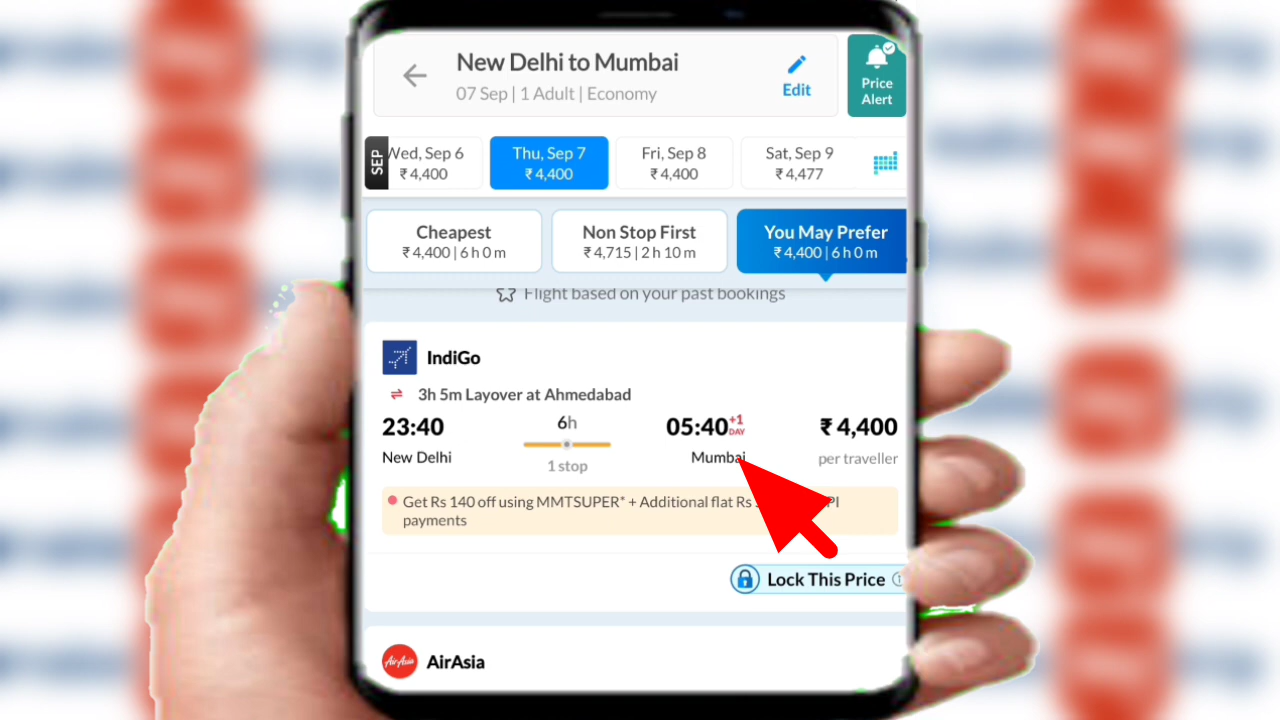 New Delhi to Mumbai
07 Sep | 1 Adult | Economy
Edit
Price
Alert
SEP
Wed, Sep 6
₹ 4,400
Thu, Sep 7
₹ 4,400
Fri, Sep 8
₹ 4,400
Sat, Sep 9
₹ 4,477
Cheapest
₹ 4,400 | 6 h 0 m
Non Stop First
₹ 4,715 | 2 h 10 m
You May Prefer
₹ 4,400 | 6 h 0 m
Flight based on your past bookings
IndiGo
3h 5m Layover at Ahmedabad
23:40
6h
05:40 +1 DAY
₹ 4,400
New Delhi
1 stop
Mumbai
per traveller
Get Rs 140 off using MMTSUPER* + Additional flat Rs
payments
Lock This Price
AirAsia
AirAsia